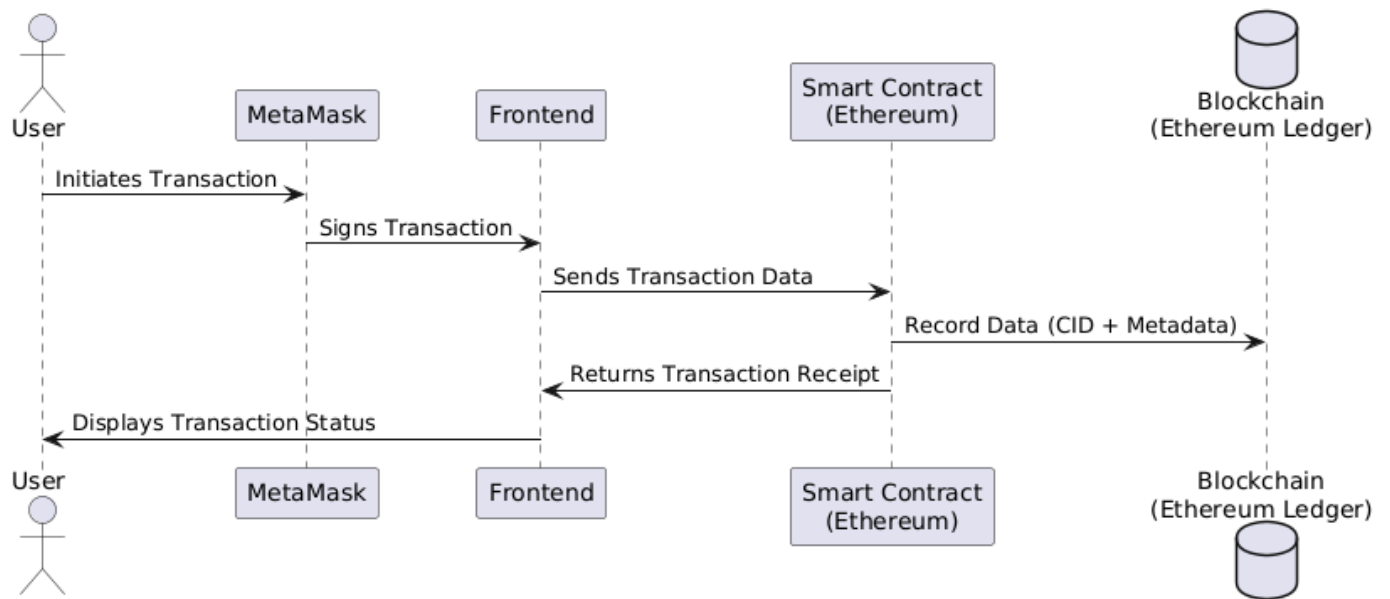 User
MetaMask
Frontend
Smart Contract
(Ethereum)
Blockchain
(Ethereum Ledger)
Initiates Transaction
Signs Transaction
Sends Transaction Data
Record Data (CID + Metadata)
Returns Transaction Receipt
Displays Transaction Status
User
MetaMask
Frontend
Smart Contract
(Ethereum)
Blockchain
(Ethereum Ledger)